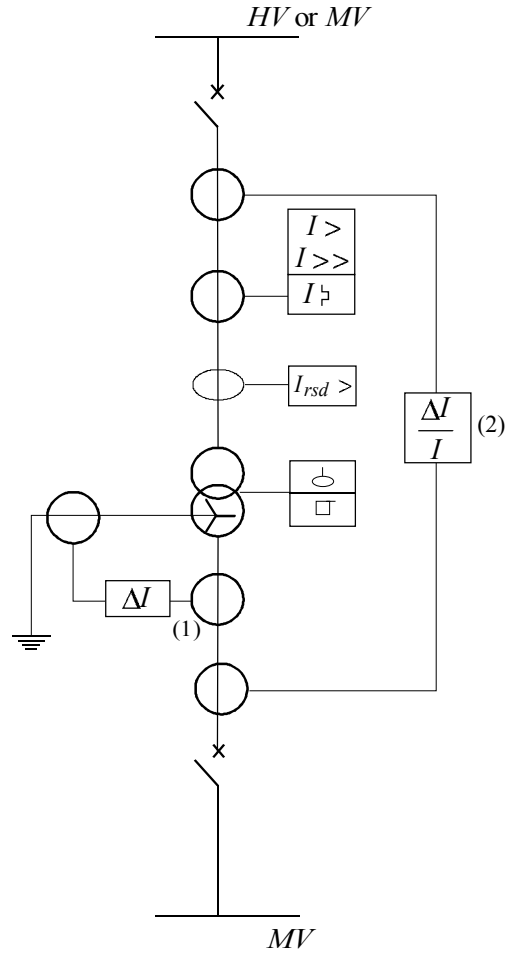 HV or MV
I >
I >>
I
I_rsd >
ΔI
I
(2)
ΔI
(1)
MV